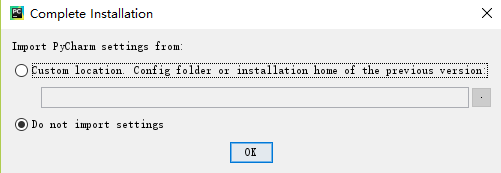 PC
Complete Installation
Import PyCharm settings from:
Custom location. Config folder or installation home of the previous version:
.
Do not import settings
OK